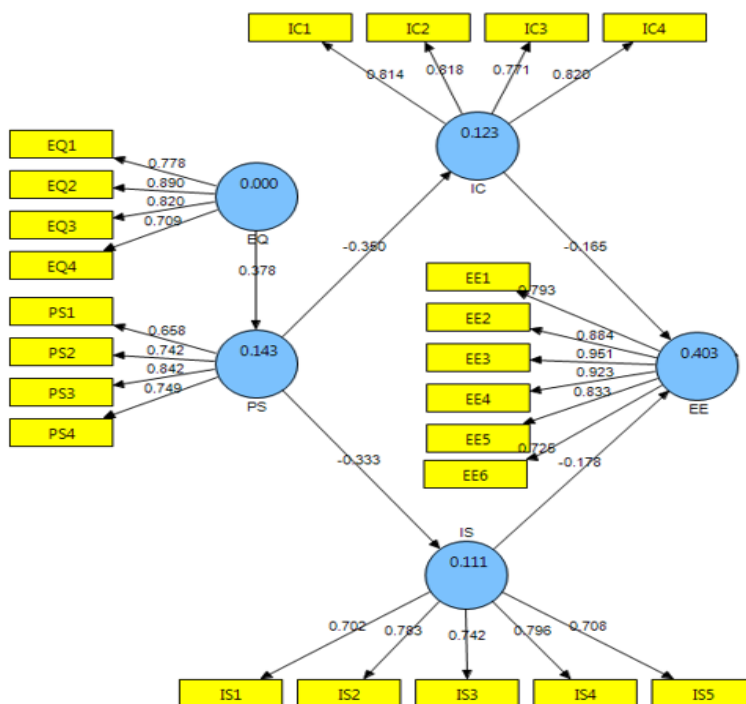 IC1 IC2 IC3 IC4
0.814 0.818 0.771 0.820
0.123
IC
EQ1
EQ2
EQ3
EQ4
0.778
0.890
0.820
0.709
0.000
EQ
0.378
-0.350
-0.165
PS1
PS2
PS3
PS4
0.658
0.742
0.842
0.749
0.143
PS
EE1
EE2
EE3
EE4
EE5
EE6
0.793
0.884
0.951
0.923
0.833
0.725
0.403
EE
-0.333
-0.178
IS
0.111
0.702 0.783 0.742 0.796 0.708
IS1 IS2 IS3 IS4 IS5